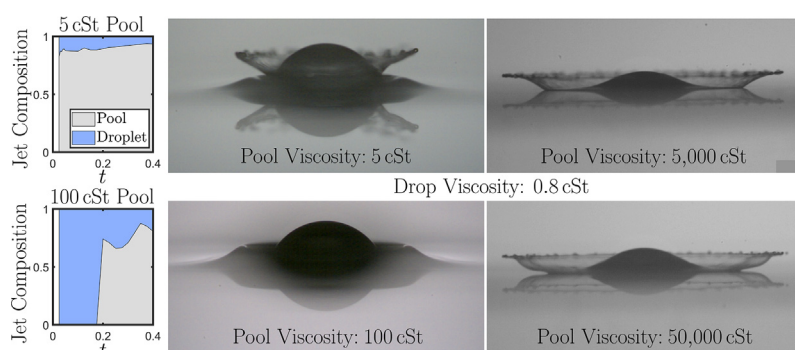 5 cSt Pool
Jet Composition
1
0.5
0
Pool
Droplet
0 0.2 0.4
t
Pool Viscosity: 5 cSt
Pool Viscosity: 5,000 cSt
Drop Viscosity: 0.8 cSt
100 cSt Pool
Jet Composition
1
0.5
0
0 0.2 0.4
t
Pool Viscosity: 100 cSt
Pool Viscosity: 50,000 cSt